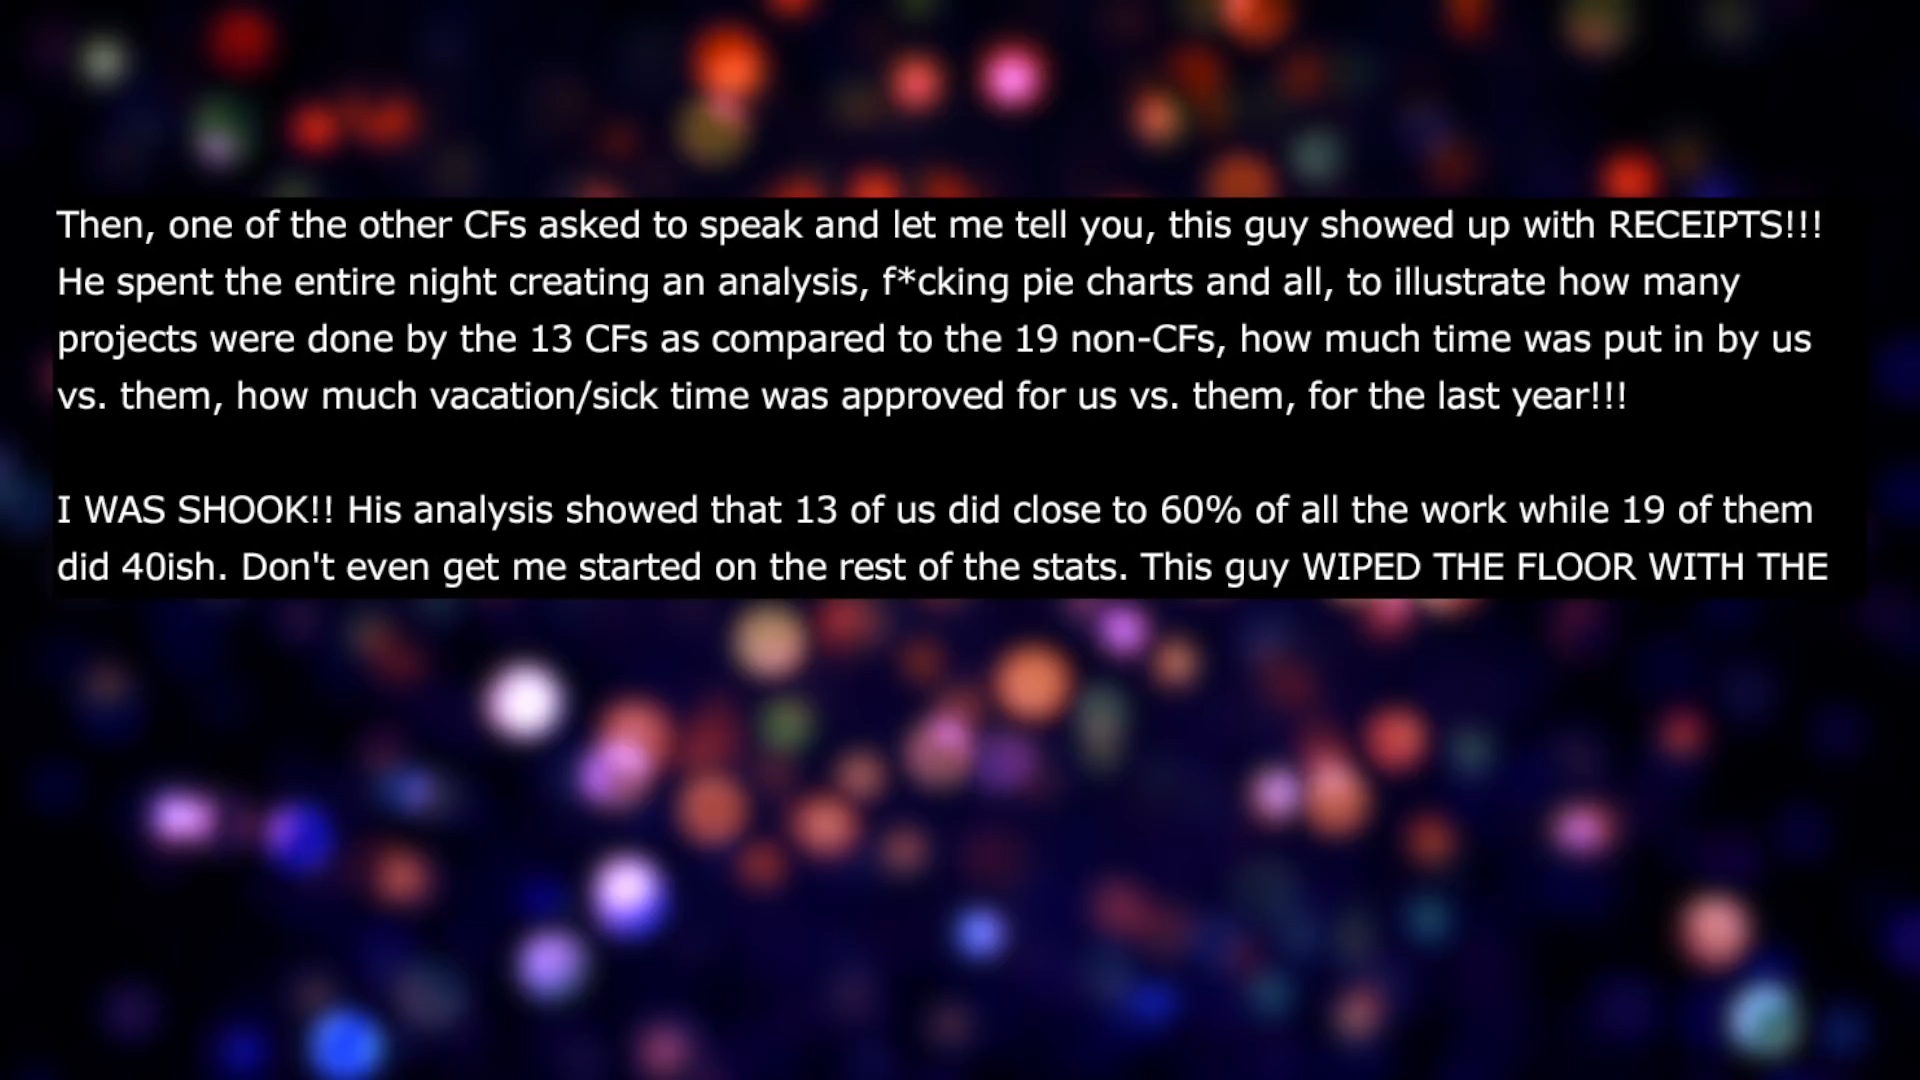 Then, one of the other CFs asked to speak and let me tell you, this guy showed up with RECEIPTS!!!
He spent the entire night creating an analysis, f*cking pie charts and all, to illustrate how many
projects were done by the 13 CFs as compared to the 19 non-CFs, how much time was put in by us
vs. them, how much vacation/sick time was approved for us vs. them, for the last year!!!
I WAS SHOOK!! His analysis showed that 13 of us did close to 60% of all the work while 19 of them
did 40ish. Don't even get me started on the rest of the stats. This guy WIPED THE FLOOR WITH THE